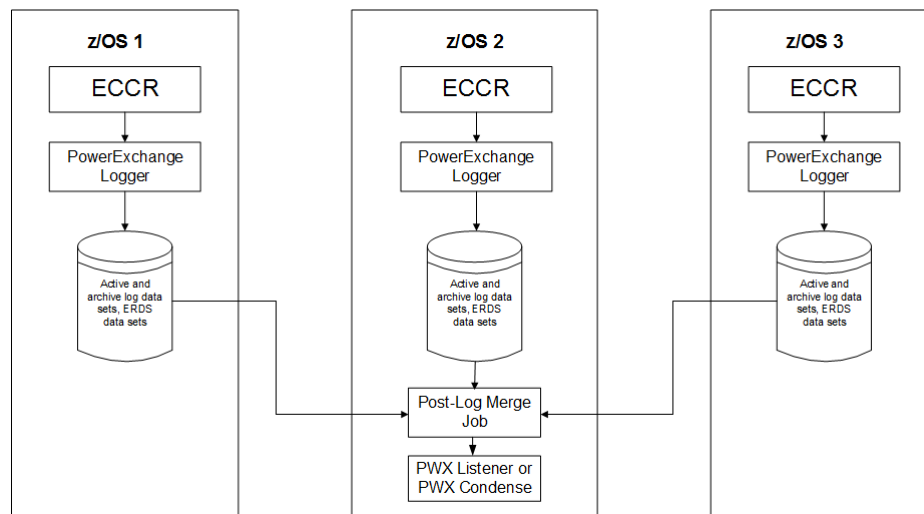 z/OS 1
ECCR
PowerExchange
Logger
Active and
archive log data
sets, ERDS
data sets
z/OS 2
ECCR
PowerExchange
Logger
Active and
archive log data
sets, ERDS
data sets
Post-Log Merge
Job
PWX Listener or
PWX Condense
z/OS 3
ECCR
PowerExchange
Logger
Active and
archive log data
sets, ERDS
data sets